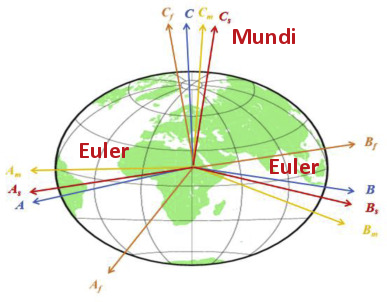 C_f C C_m C_s
Mundi
Euler
B_f
Euler
A_m
A_s
A
B
B_s
B_m
A_f